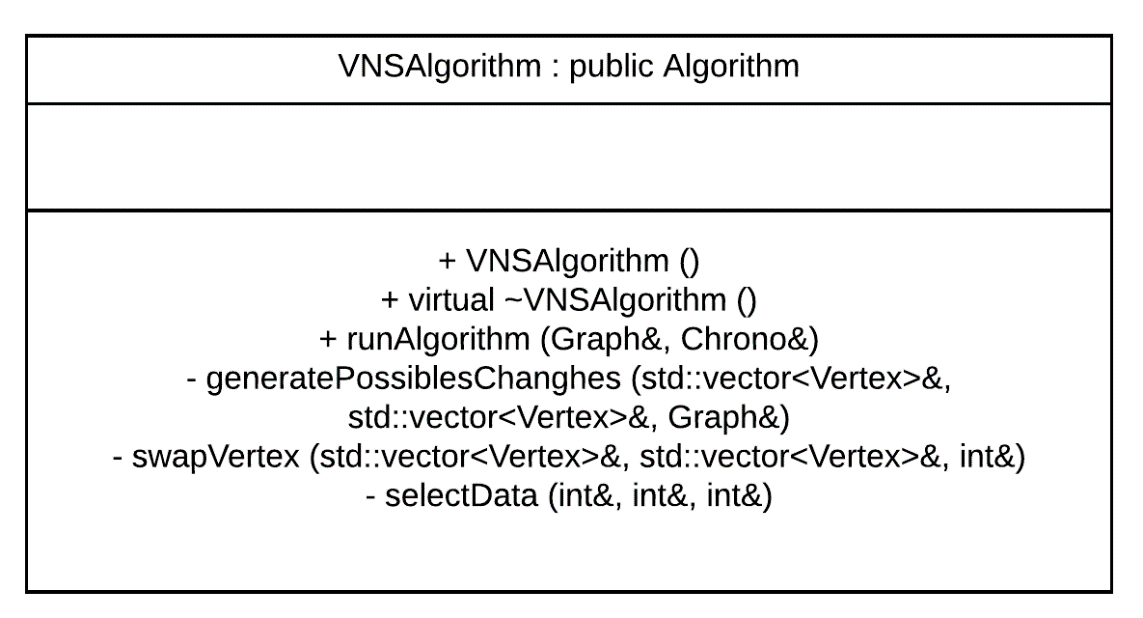 VNSAlgorithm : public Algorithm
+ VNSAlgorithm ()
+ virtual ~VNSAlgorithm ()
+ runAlgorithm (Graph&, Chrono&)
- generatePossiblesChanghes (std::vector<Vertex>&,
std::vector<Vertex>&, Graph&)
- swapVertex (std::vector<Vertex>&, std::vector<Vertex>&, int&)
- selectData (int&, int&, int&)